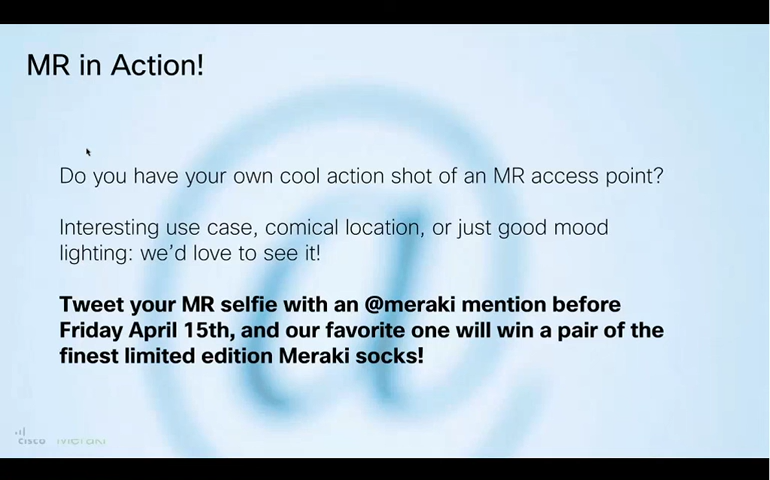 MR in Action!
Do you have your own cool action shot of an MR access point?
Interesting use case, comical location, or just good mood
lighting: we'd love to see it!
Tweet your MR selfie with an @meraki mention before
Friday April 15th, and our favorite one will win a pair of the
finest limited edition Meraki socks!
cisco Meraki